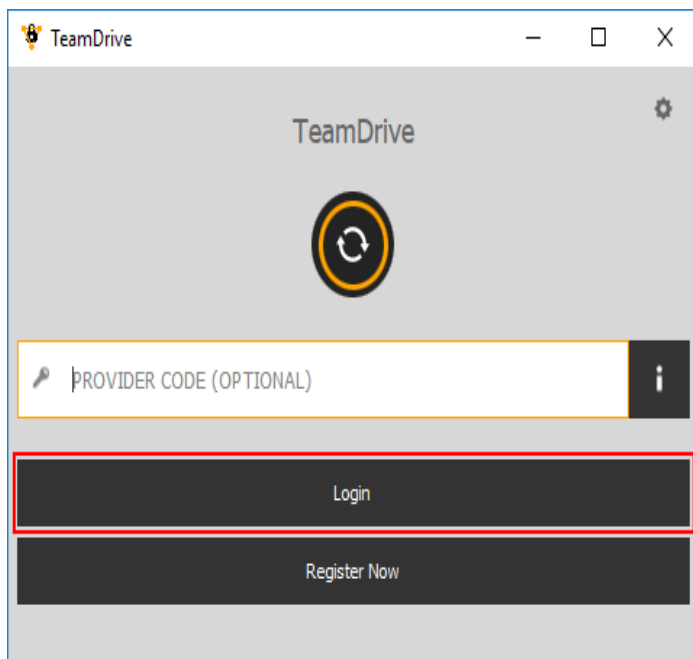 TeamDrive
TeamDrive
PROVIDER CODE (OPTIONAL)
Login
Register Now